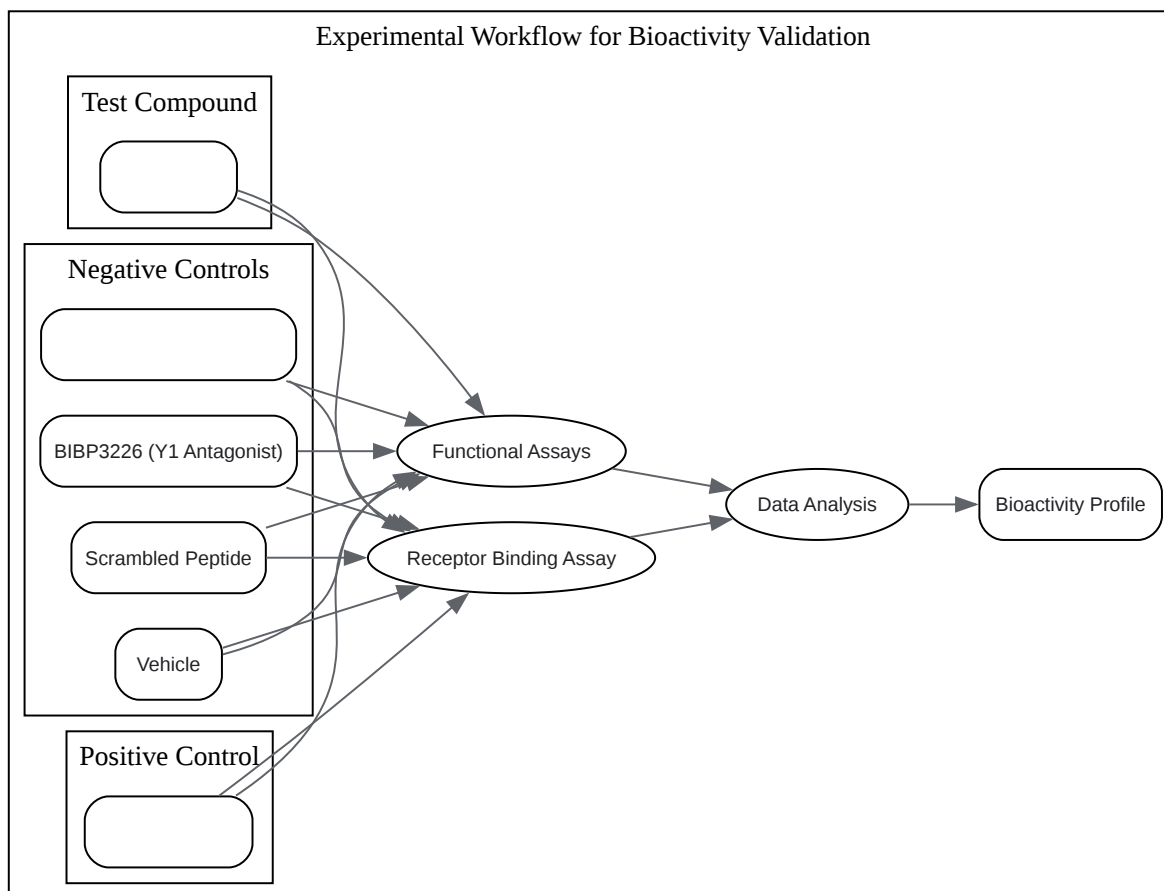 Experimental Workflow for Bioactivity Validation
Test Compound
Negative Controls
BIBP3226 (Y1 Antagonist)
Scrambled Peptide
Vehicle
Positive Control
Functional Assays
Receptor Binding Assay
Data Analysis
Bioactivity Profile